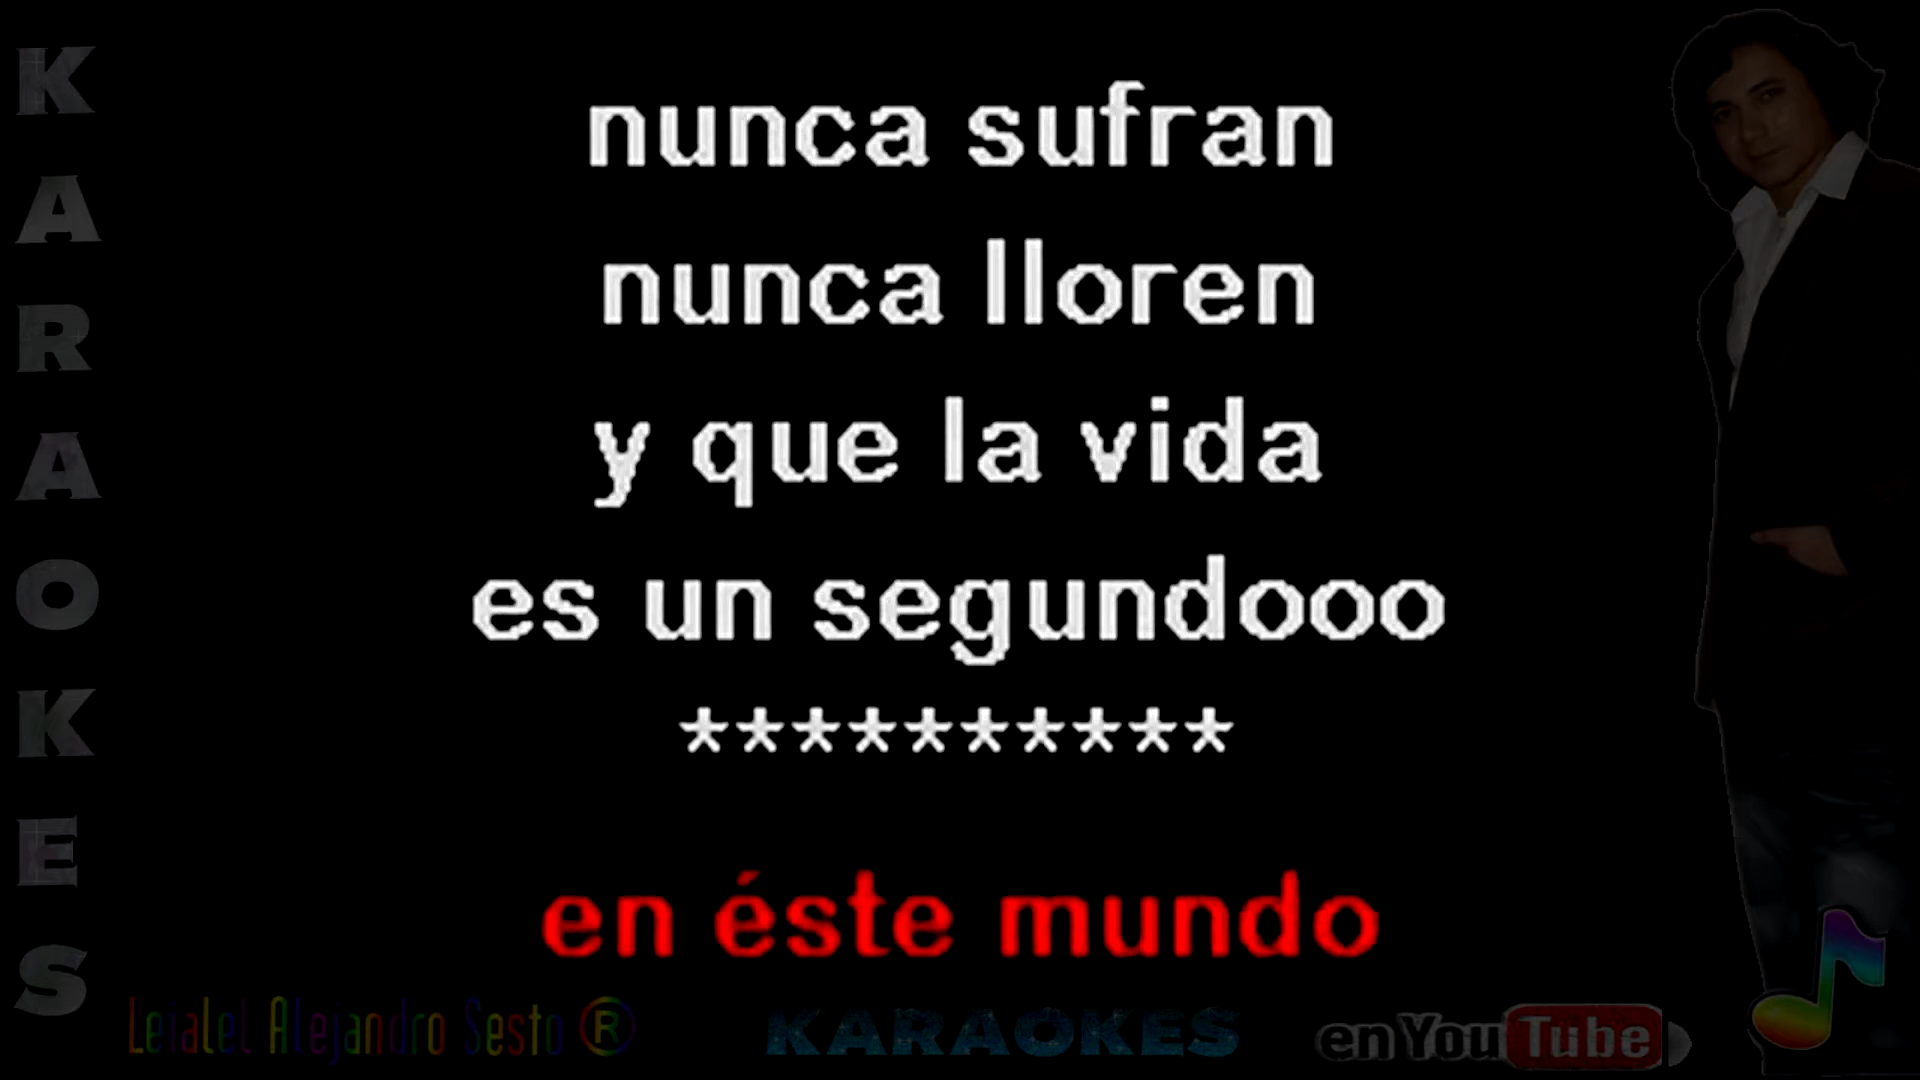 nunca sufran
nunca lloren
y que la vida
es un segundooo
**********
en éste mundo
KARAOKES
Leialel Alejandro Sesto ®
KARAOKES
en YouTube